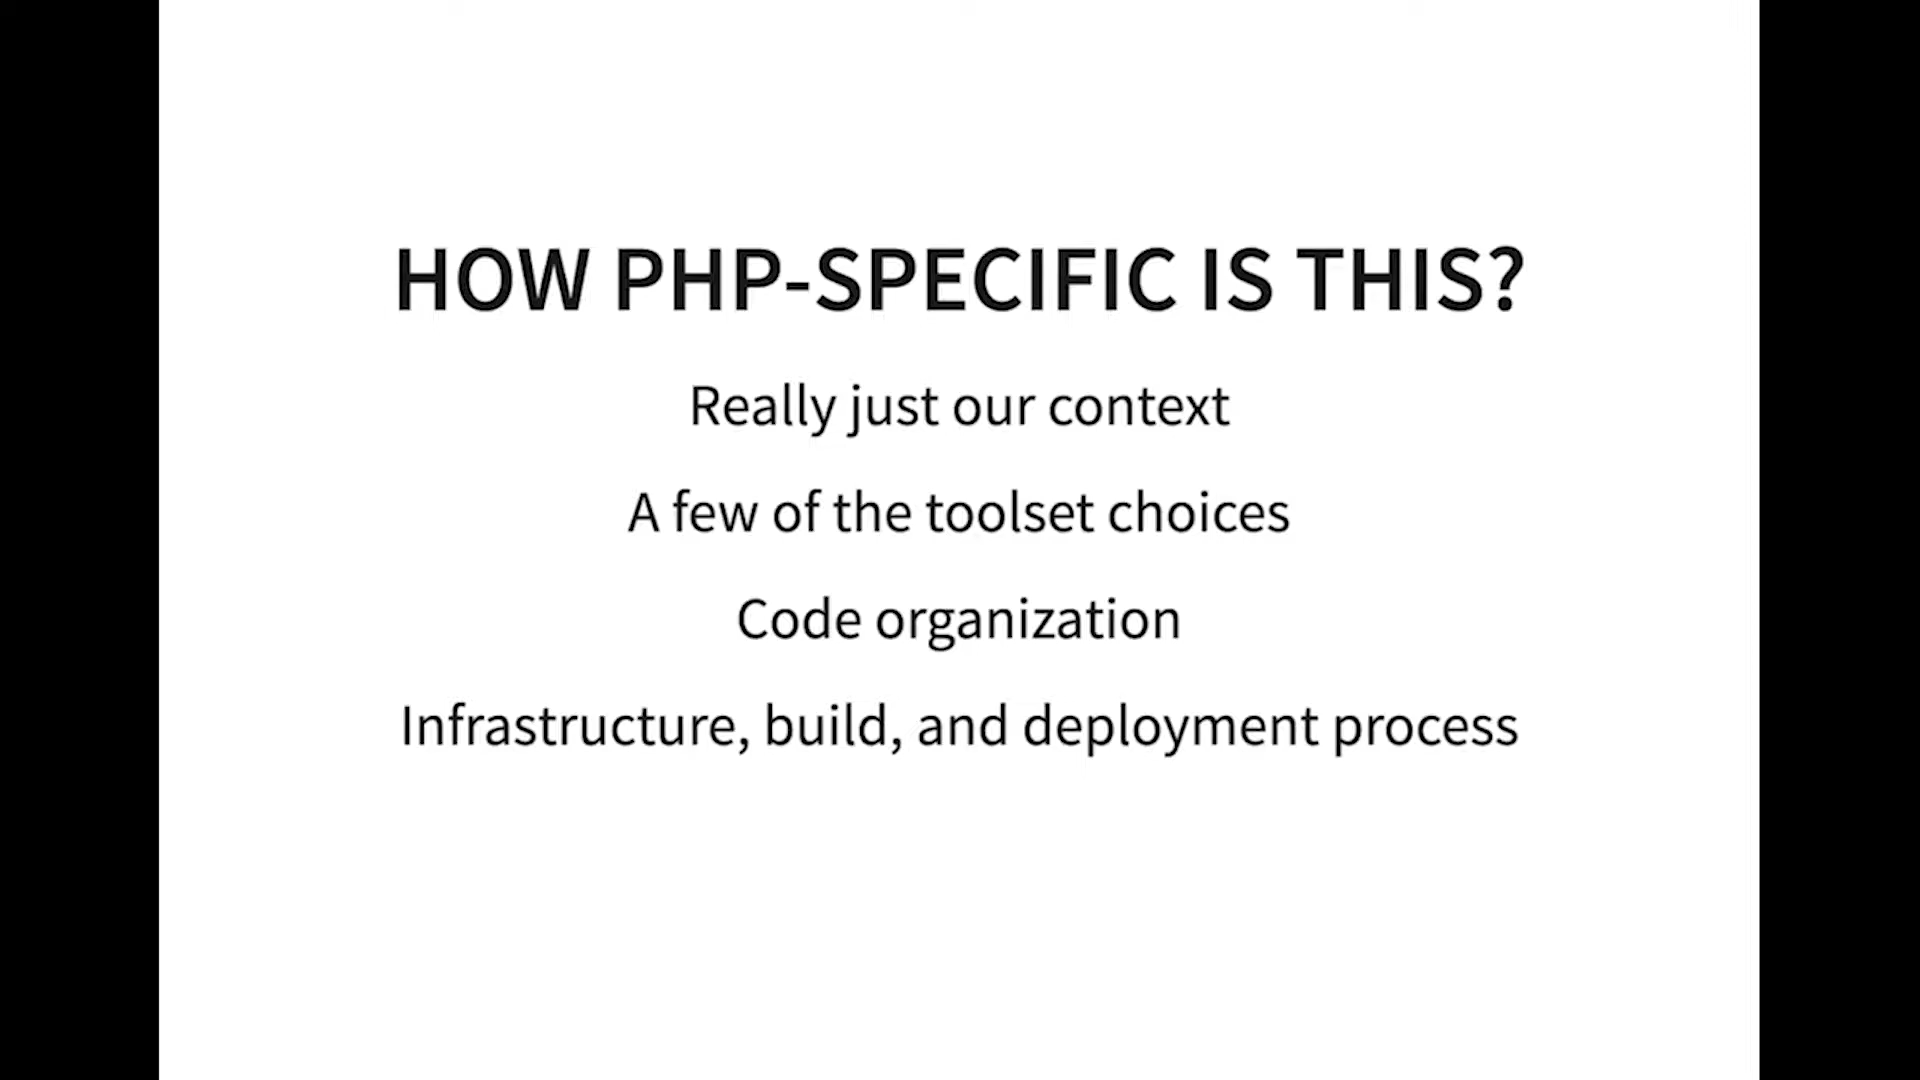 HOW PHP-SPECIFIC IS THIS?
Really just our context
A few of the toolset choices
Code organization
Infrastructure, build, and deployment process